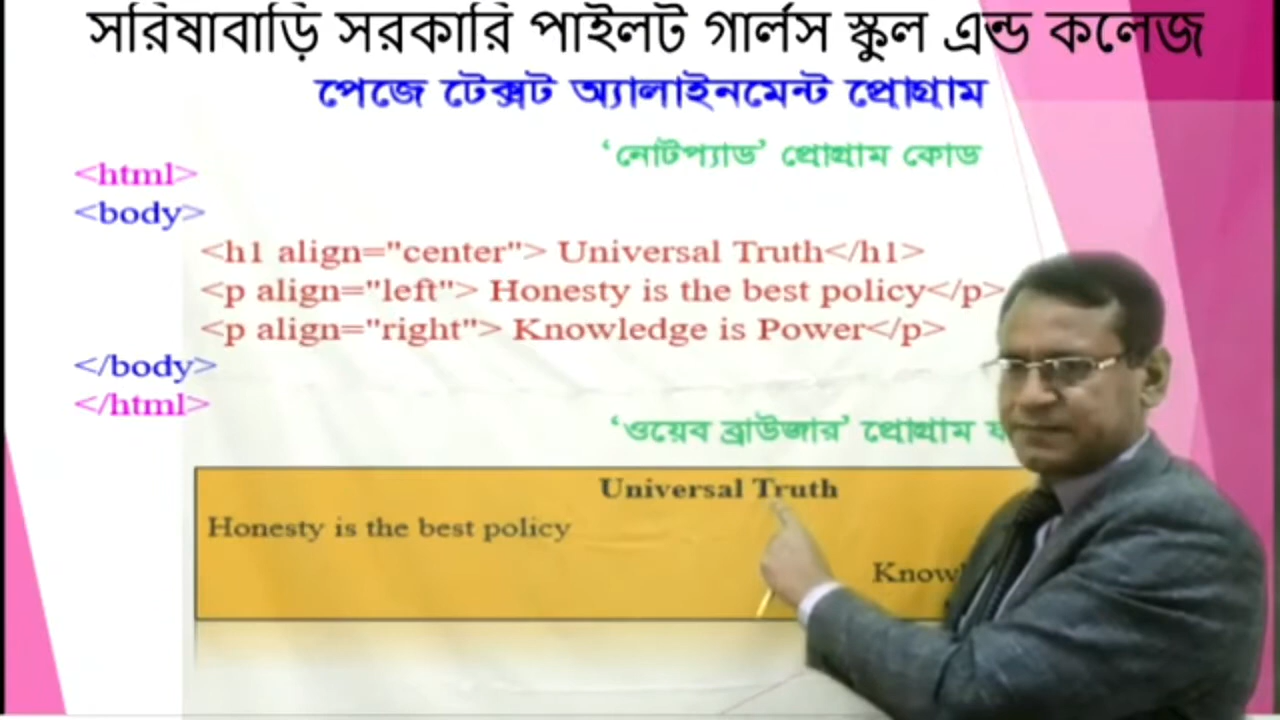 সরিষাবাড়ি সরকারি পাইলট গার্লস স্কুল এন্ড কলেজ
পেজে টেক্সট অ্যালাইনমেন্ট প্রোগ্রাম
‘নোটপ্যাড’ প্রোগ্রাম কোড
<html>
<body>
<h1 align="center"> Universal Truth</h1>
<p align="left"> Honesty is the best policy</p>
<p align="right"> Knowledge is Power</p>
</body>
</html>
‘ওয়েব ব্রাউজার’ প্রোগ্রাম
Universal Truth
Honesty is the best policy